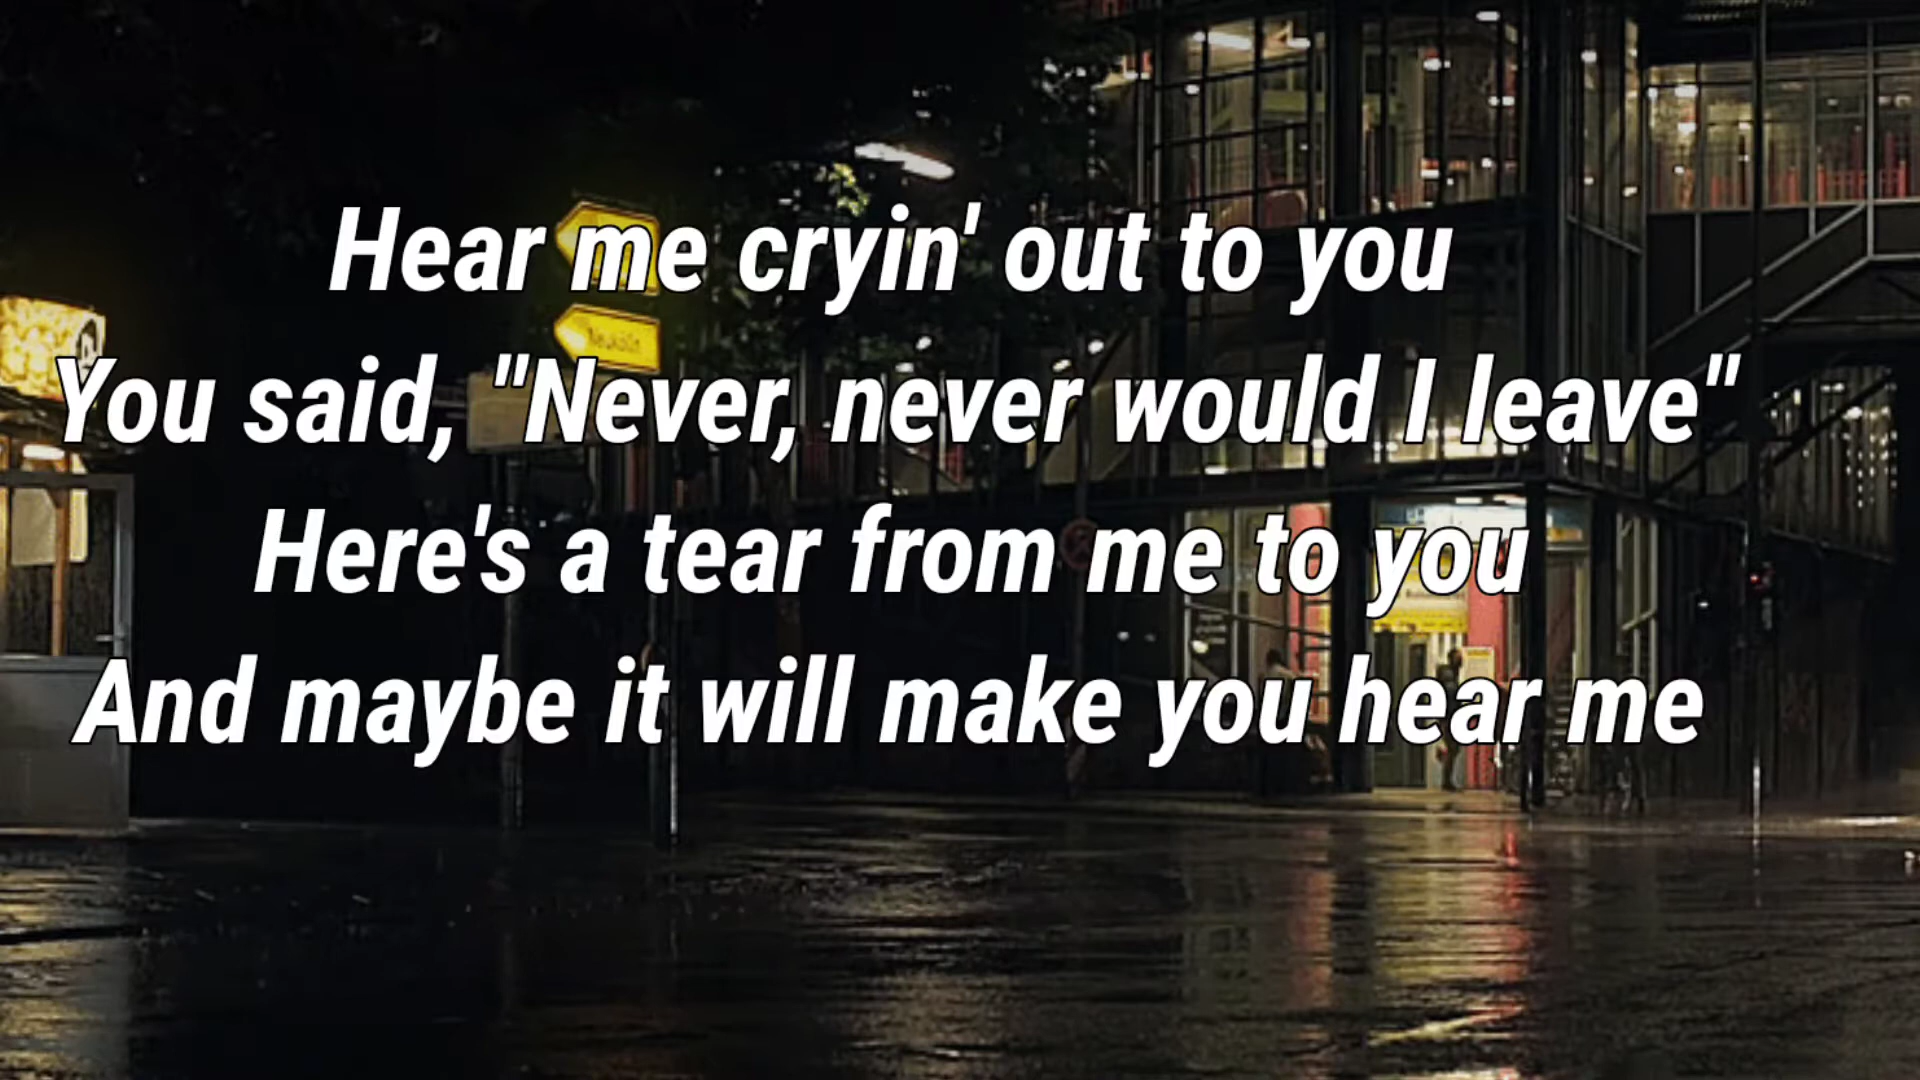 Hear me cryin' out to you
You said, "Never, never would I leave"
Here's a tear from me to you
And maybe it will make you hear me
Neukölln